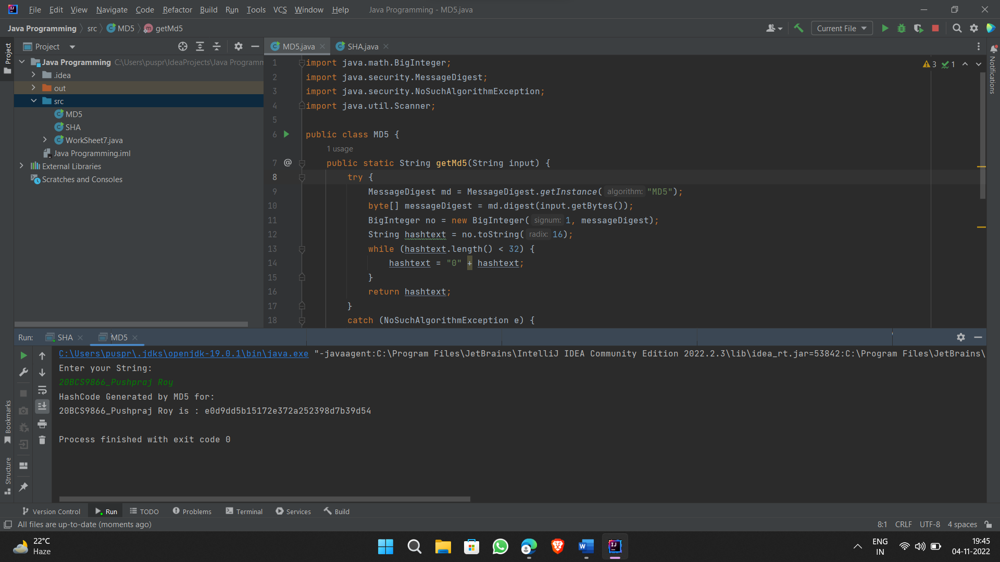 File Edit View Navigate Code Refactor Build Run Tools VCS Window Help Java Programming - MD5.java
Java Programming src MD5 getMd5 Current File
Project
Project
MD5.java SHA.java
Notifications
Java Programming C:\Users\puspr\IdeaProjects\Java Programm
.idea
out
src
MD5
SHA
WorkSheet7.java
Java Programming.iml
External Libraries
Scratches and Consoles
3 1
1 import java.math.BigInteger;
2 import java.security.MessageDigest;
3 import java.security.NoSuchAlgorithmException;
4 import java.util.Scanner;
5
6 public class MD5 {
1 usage
7 @ public static String getMd5(String input) {
8 try {
9 MessageDigest md = MessageDigest.getInstance( algorithm: "MD5");
10 byte[] messageDigest = md.digest(input.getBytes());
11 BigInteger no = new BigInteger( signum: 1, messageDigest);
12 String hashtext = no.toString( radix: 16);
13 while (hashtext.length() < 32) {
14 hashtext = "0" + hashtext;
15 }
16 return hashtext;
17 }
18 catch (NoSuchAlgorithmException e) {
Run: SHA MD5
C:\Users\puspr\.jdks\openjdk-19.0.1\bin\java.exe "-javaagent:C:\Program Files\JetBrains\IntelliJ IDEA Community Edition 2022.2.3\lib\idea_rt.jar=53842:C:\Program Files\JetBrains\
Enter your String:
20BCS9866_Pushpraj Roy
HashCode Generated by MD5 for:
20BCS9866_Pushpraj Roy is : e0d9dd5b15172e372a252398d7b39d54
Process finished with exit code 0
Bookmarks
Structure
Version Control Run TODO Problems Terminal Services Build
All files are up-to-date (moments ago) 8:1 CRLF UTF-8 4 spaces
22°C
Haze
ENG
IN
19:45
04-11-2022